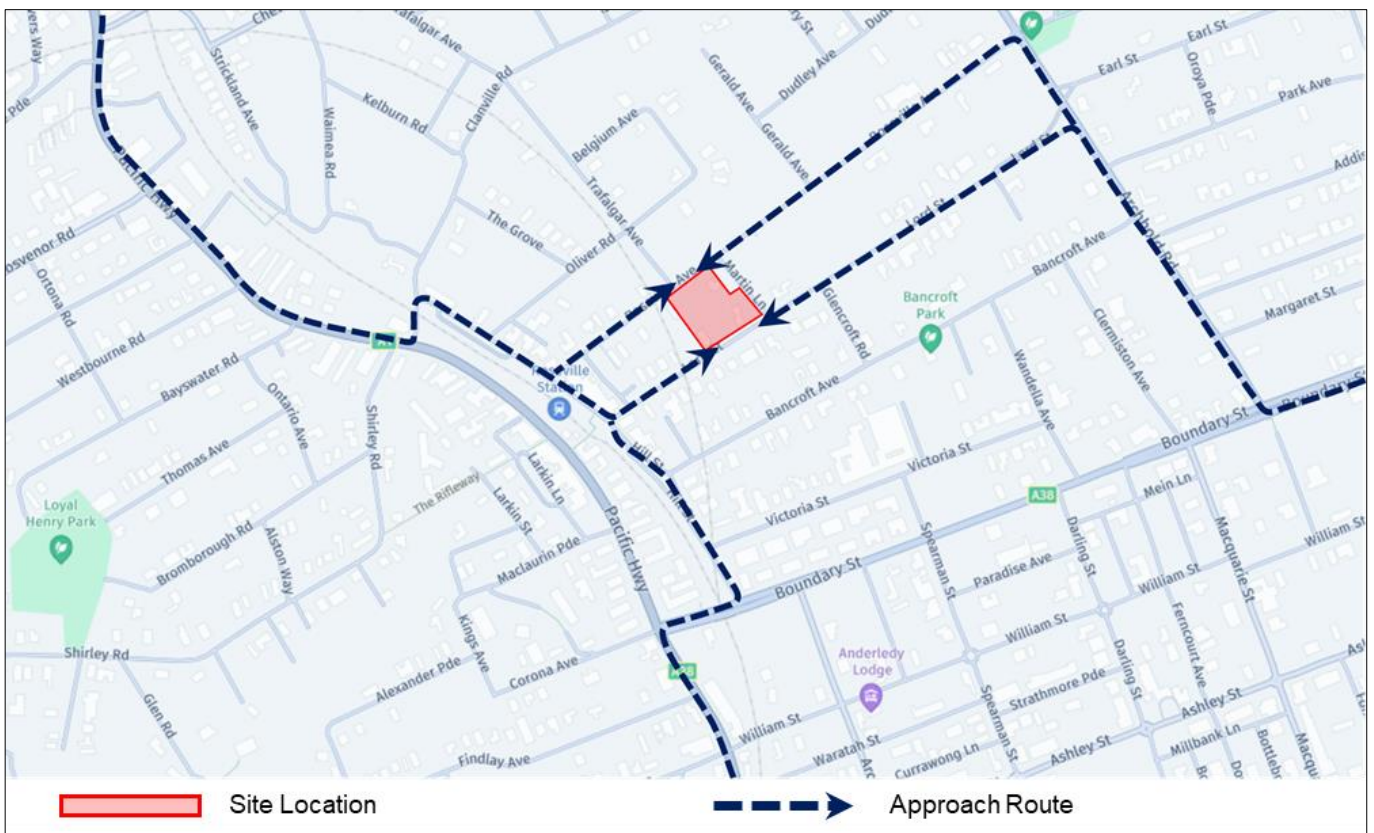 Trafalgar Ave
Dudley Ave
Earl St
Strickland Ave
Gerald Ave
Earl St
Oroya Pde
Park Ave
Clanville Rd
Kelburn Rd
Waimea Rd
Belgium Ave
Gerald Ave
Pacific Hwy
Trafalgar Ave
Lord St
Archbold Rd
The Grove
Oliver Rd
Martin Ln
Bancroft Ave
Ortona Rd
Glencroft Rd
Bancroft
Park
Clermiston Ave
Margaret St
Westbourne Rd
Bayswater Rd
Station
Wandella Ave
Bancroft Ave
Ontario Ave
Shirley Rd
Boundary St
Thomas Ave
Hill St
Victoria St
Larkin Ln
The Rifleway
Larkin St
A38
Mein Ln
Loyal
Henry Park
Victoria St
Pacific Hwy
Darling St
Macquarie St
William St
Bromborough Rd
Alston Way
Maclaurin Pde
Spearman St
Paradise Ave
William St
Boundary St
Kings Ave
William St
Ferncourt Ave
Shirley Rd
Anderledy
Lodge
Darling St
Alexander Pde
Corona Ave
Strathmore Pde
Ashley St
Glen Rd
William St
Spearman St
Waratah St
Ashley St
Millbank Ln
Findlay Ave
Currawong Ln
Site Location
Approach Route